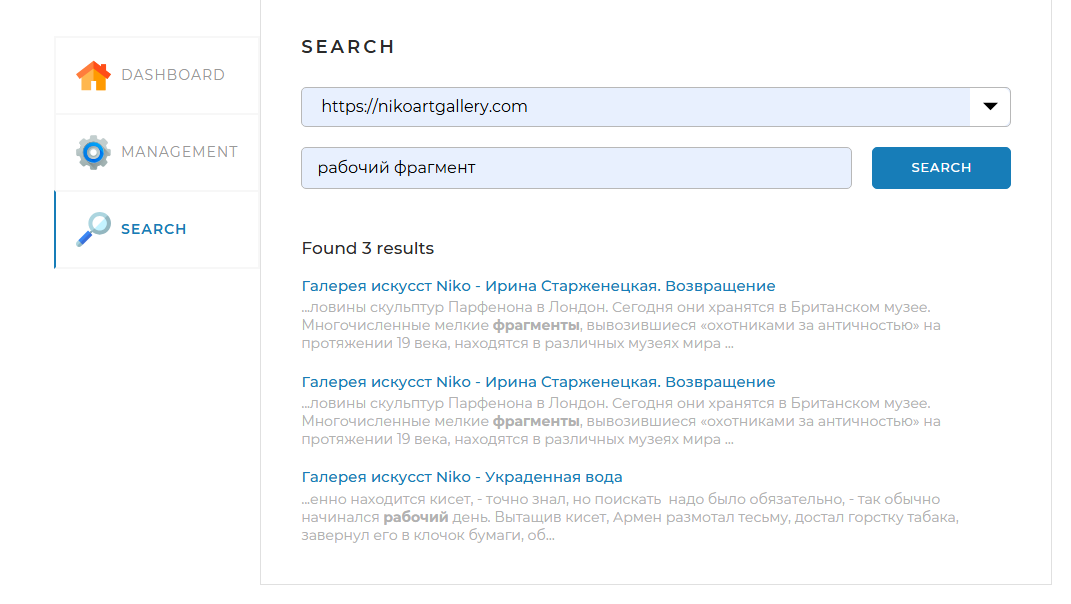 SEARCH
DASHBOARD
https://nikoartgallery.com
MANAGEMENT
рабочий фрагмент
SEARCH
SEARCH
Found 3 results
Галерея искусст Niko - Ирина Старженецкая. Возвращение
...ловины скульптур Парфенона в Лондон. Сегодня они хранятся в Британском музее.
Многочисленные мелкие фрагменты, вывозившиеся «охотниками за античностью» на
протяжении 19 века, находятся в различных музеях мира ...
Галерея искусст Niko - Ирина Старженецкая. Возвращение
...ловины скульптур Парфенона в Лондон. Сегодня они хранятся в Британском музее.
Многочисленные мелкие фрагменты, вывозившиеся «охотниками за античностью» на
протяжении 19 века, находятся в различных музеях мира ...
Галерея искусст Niko - Украденная вода
...енно находится кисет, - точно знал, но поискать  надо было обязательно, - так обычно
начинался рабочий день. Вытащив кисет, Армен размотал тесьму, достал горстку табака,
завернул его в клочок бумаги, об...